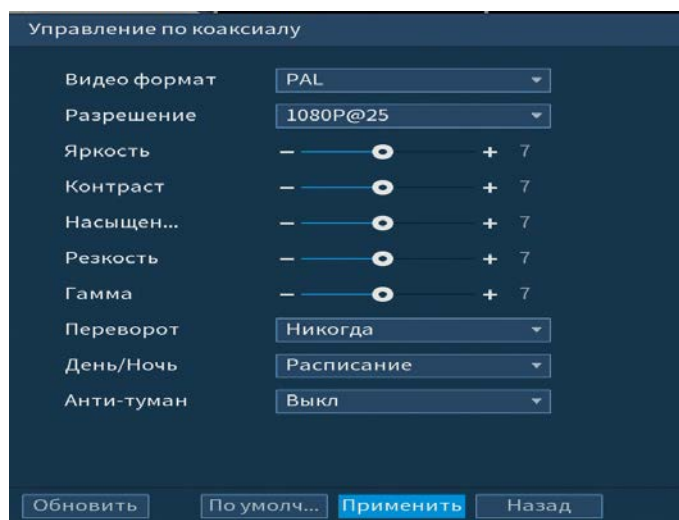 Управление по коаксиалу
Видео формат PAL
Разрешение 1080P@25
Яркость 7
Контраст 7
Насыщен... 7
Резкость 7
Гамма 7
Переворот Никогда
День/Ночь Расписание
Анти-туман Выкл
Обновить По умолч... Применить Назад